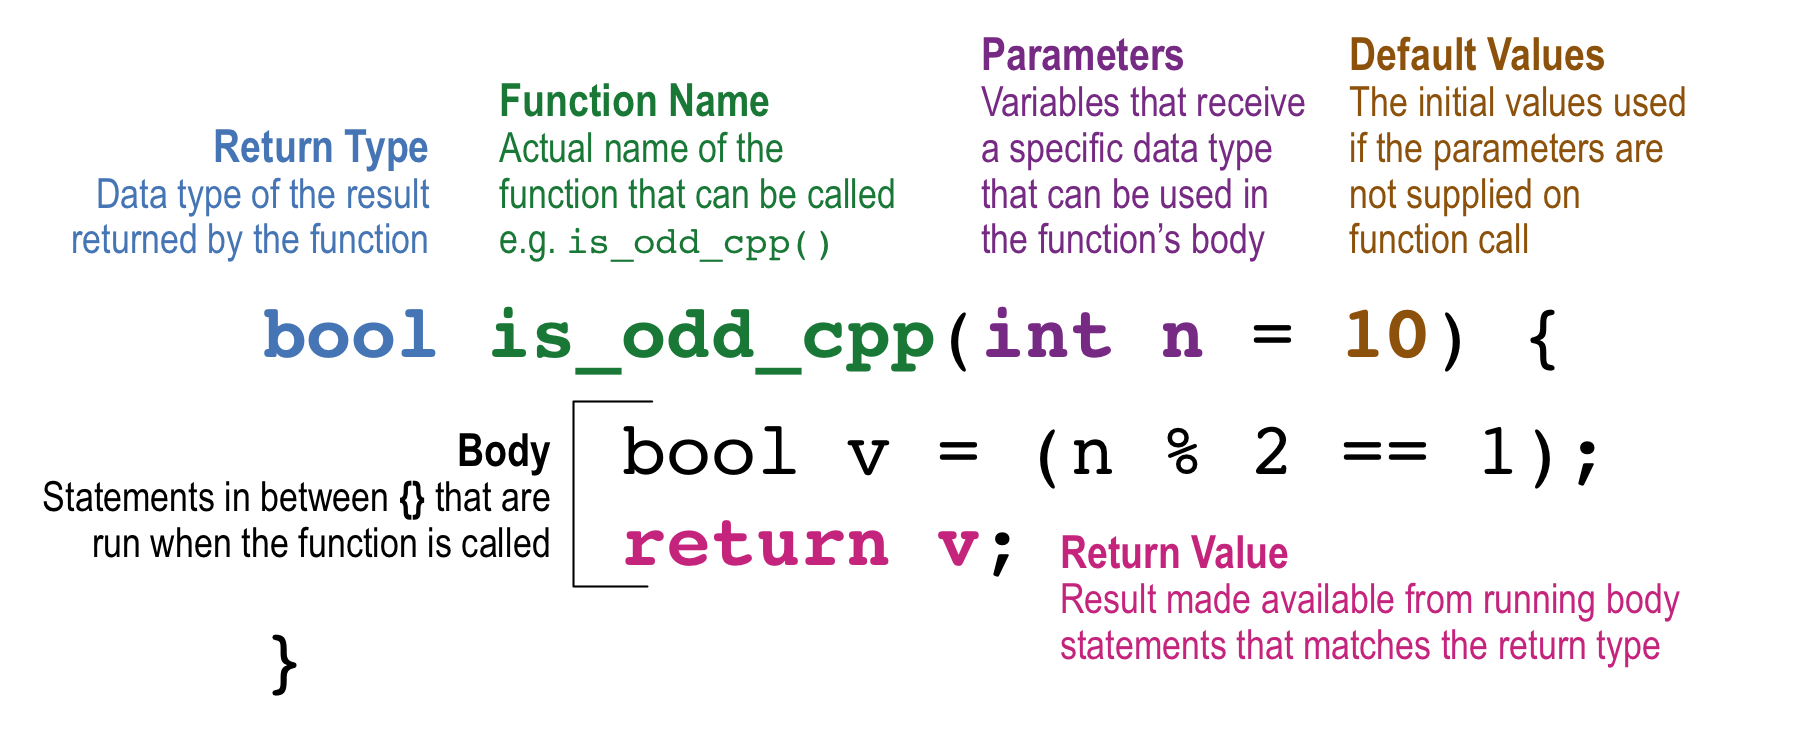 Return Type
Data type of the result
returned by the function
Function Name
Actual name of the
function that can be called
e.g. is_odd_cpp()
Parameters
Variables that receive
a specific data type
that can be used in
the function’s body
Default Values
The initial values used
if the parameters are
not supplied on
function call
bool is_odd_cpp(int n = 10) {
Body
Statements in between {} that are
run when the function is called
bool v = (n % 2 == 1);
return v;
Return Value
Result made available from running body
statements that matches the return type
}